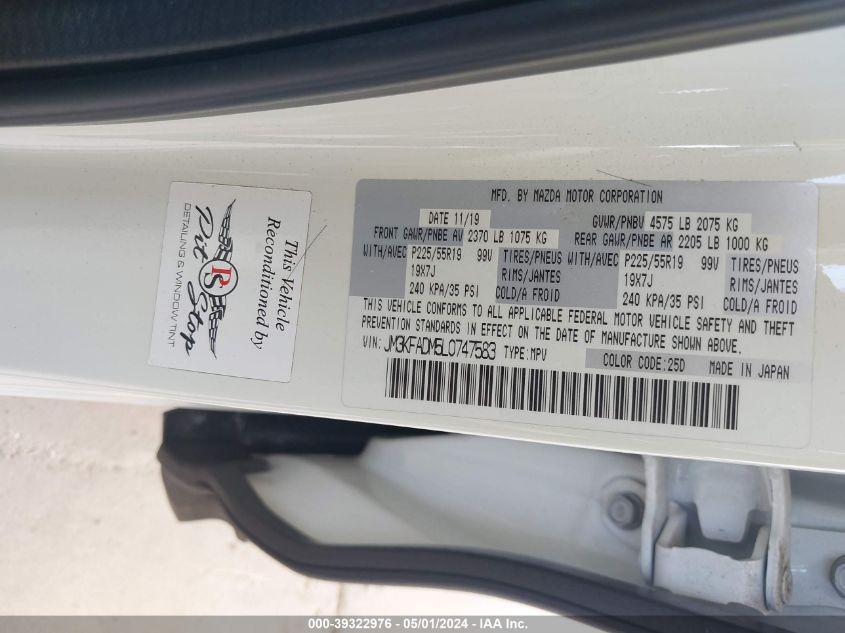 MFD. BY MAZDA MOTOR CORPORATION
DATE 11/19 GVWR/PNBV 4575 LB 2075 KG
FRONT GAWR/PNBE AV 2370 LB 1075 KG REAR GAWR/PNBE AR 2205 LB 1000 KG
WITH/AVEC P225/55R19 99V TIRES/PNEUS WITH/AVEC P225/55R19 99V TIRES/PNEUS
19X7J RIMS/JANTES 19X7J RIMS/JANTES
240 KPA/35 PSI COLD/A FROID 240 KPA/35 PSI COLD/A FROID
THIS VEHICLE CONFORMS TO ALL APPLICABLE FEDERAL MOTOR VEHICLE SAFETY AND THEFT
PREVENTION STANDARDS IN EFFECT ON THE DATE OF MANUFACTURE SHOWN ABOVE.
VIN: JM3KFADM5L0747583 TYPE:MPV
COLOR CODE:25D MADE IN JAPAN
This Vehicle
Reconditioned by
Pit Stop
PS
DETAILING & WINDOW TINT
000-39322976 - 05/01/2024 - COPYRIGHT IAA, Inc.